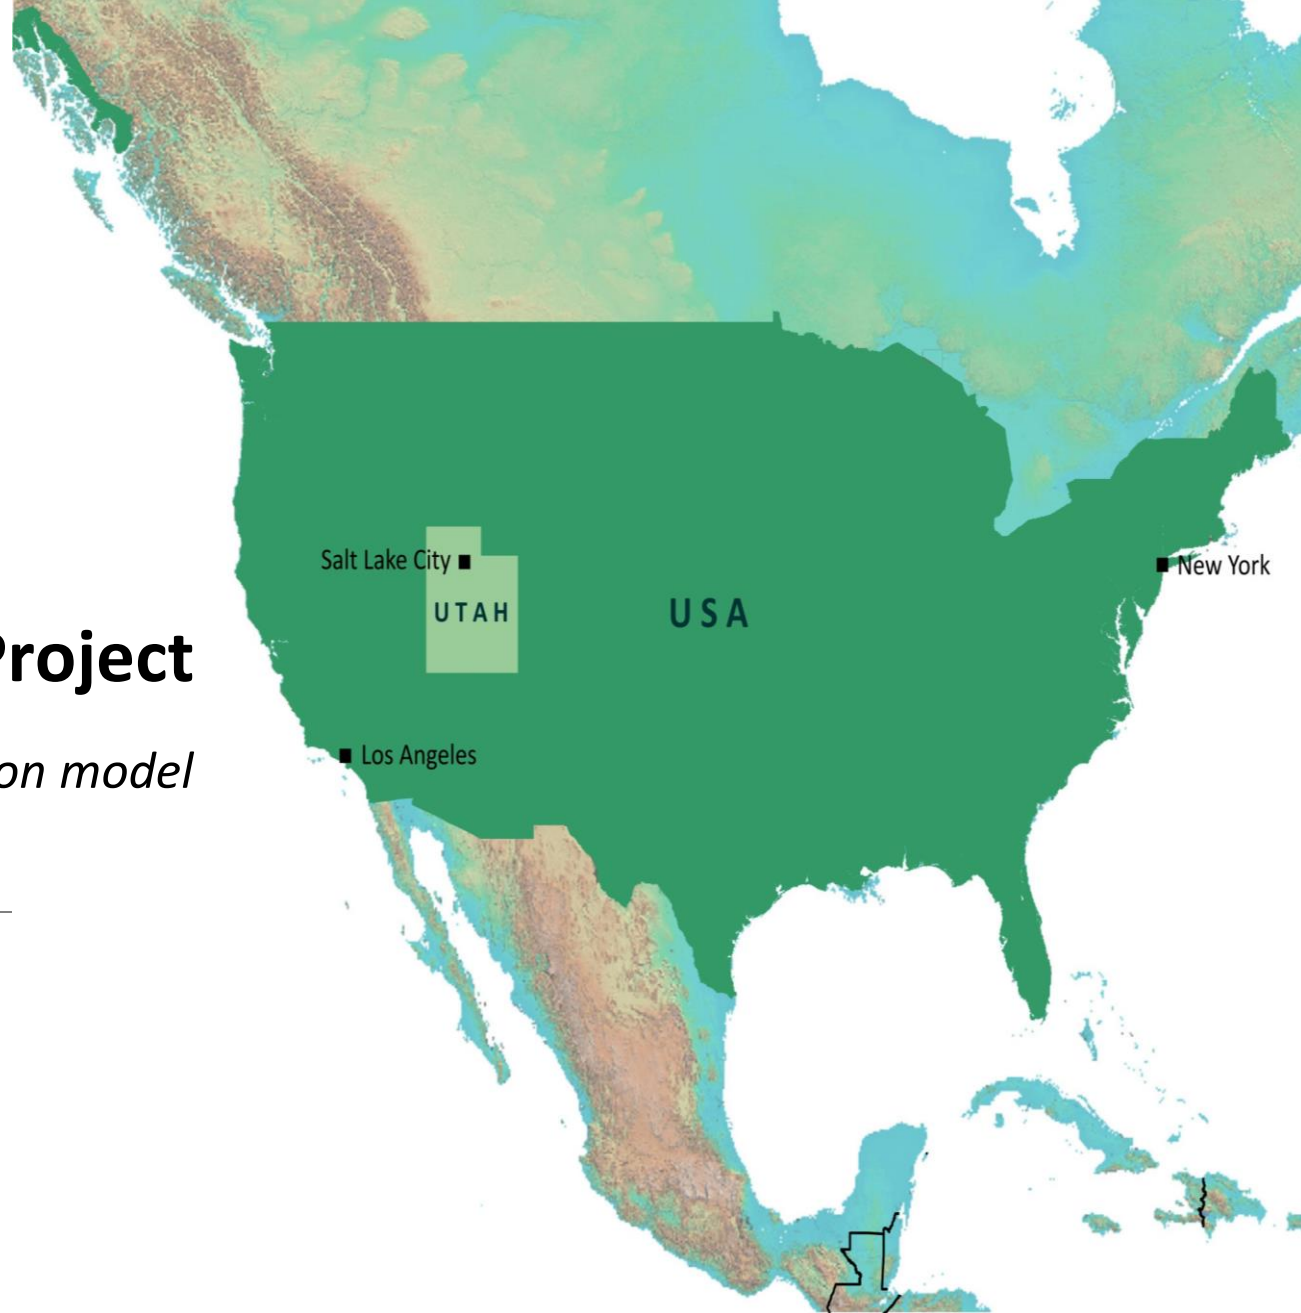 Project
on model
Salt Lake City
UTAH
USA
New York
Los Angeles